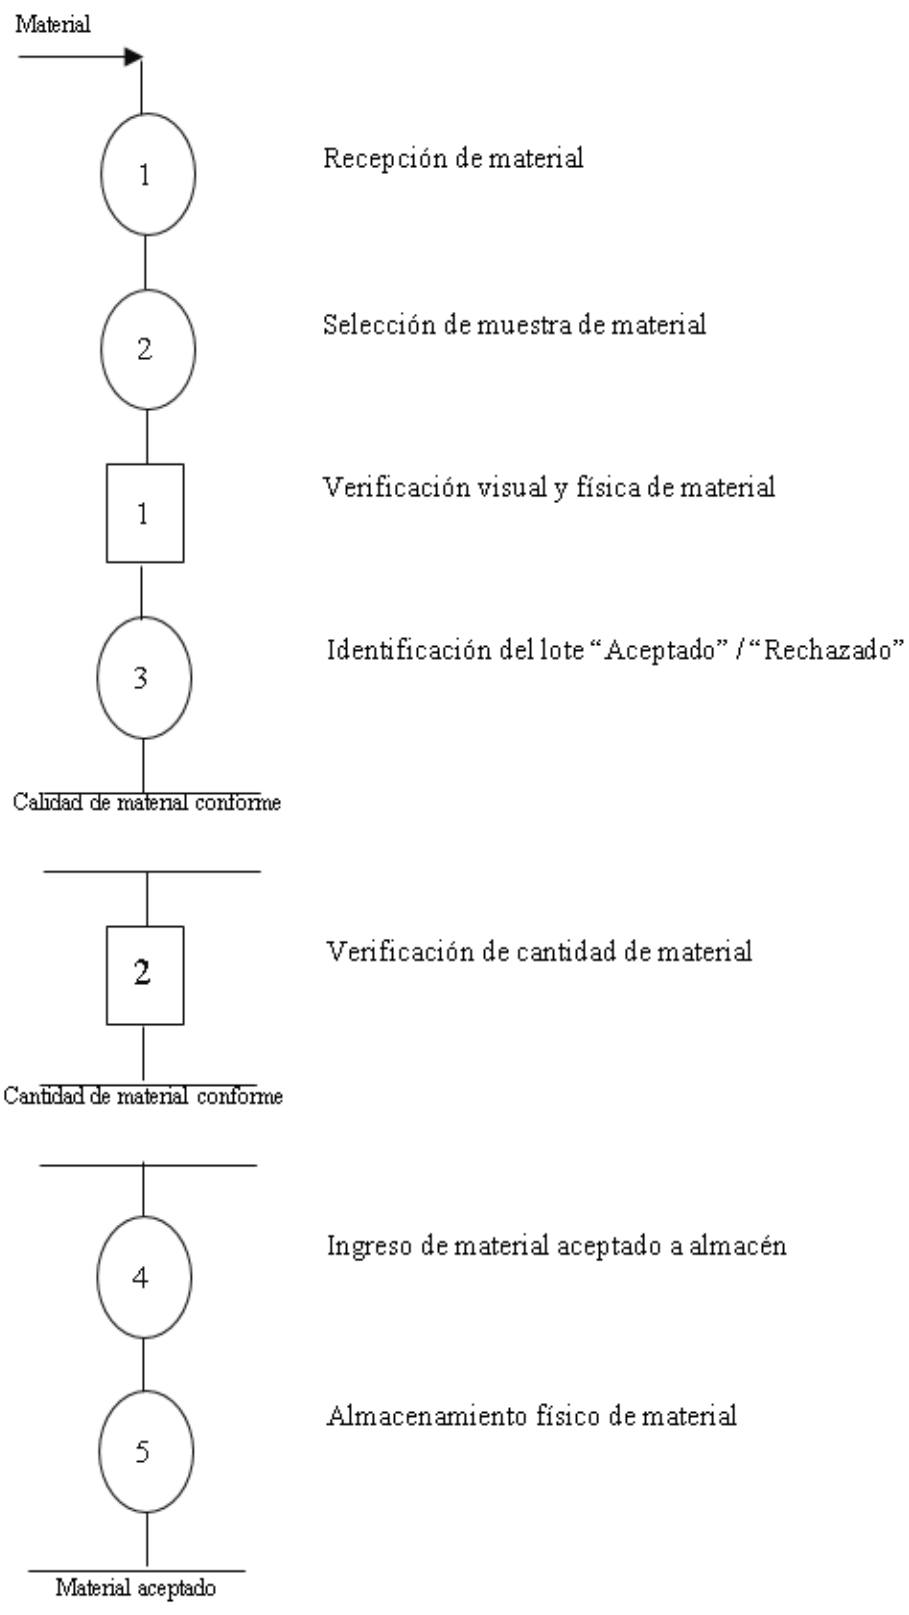 Material
1
Recepción de material
2
Selección de muestra de material
1
Verificación visual y física de material
3
Identificación del lote “Aceptado” / “Rechazado”
Calidad de material conforme
2
Verificación de cantidad de material
Cantidad de material conforme
4
Ingreso de material aceptado a almacén
5
Almacenamiento físico de material
Material aceptado